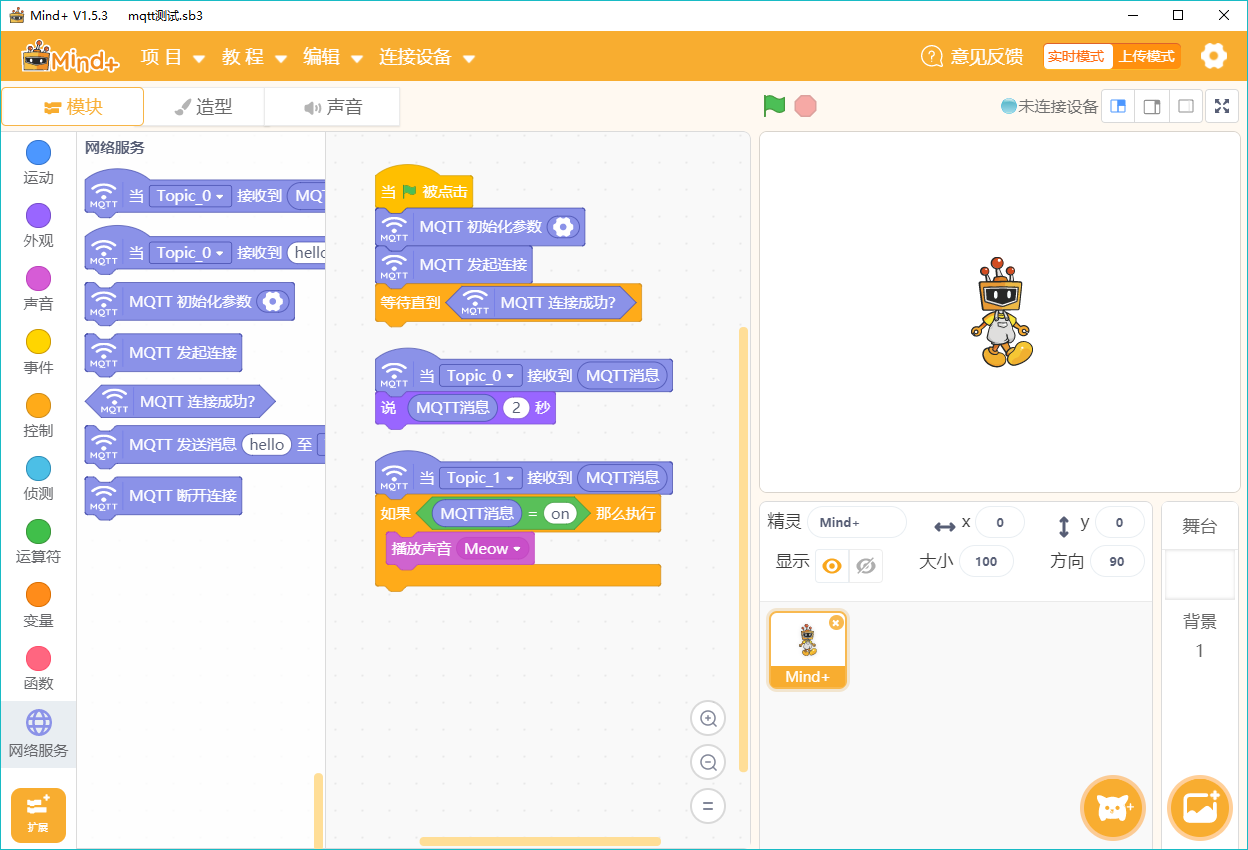 Mind+ V1.5.3 mqtt测试.sb3
Mind+ 项目 教程 编辑 连接设备 意见反馈 实时模式 上传模式
模块 造型 声音 未连接设备
运动
外观
声音
事件
控制
侦测
运算符
变量
函数
网络服务
扩展
网络服务
MQTT 当 Topic_0 接收到 MQT
MQTT 当 Topic_0 接收到 hello
MQTT MQTT 初始化参数
MQTT MQTT 发起连接
MQTT MQTT 连接成功?
MQTT MQTT 发送消息 hello 至
MQTT MQTT 断开连接
当 被点击
MQTT MQTT 初始化参数
MQTT MQTT 发起连接
等待直到 MQTT MQTT 连接成功?
MQTT 当 Topic_0 接收到 MQTT消息
说 MQTT消息 2 秒
MQTT 当 Topic_1 接收到 MQTT消息
如果 MQTT消息 = on 那么执行
播放声音 Meow
精灵 Mind+ x 0 y 0
显示 大小 100 方向 90
Mind+
舞台
背景
1